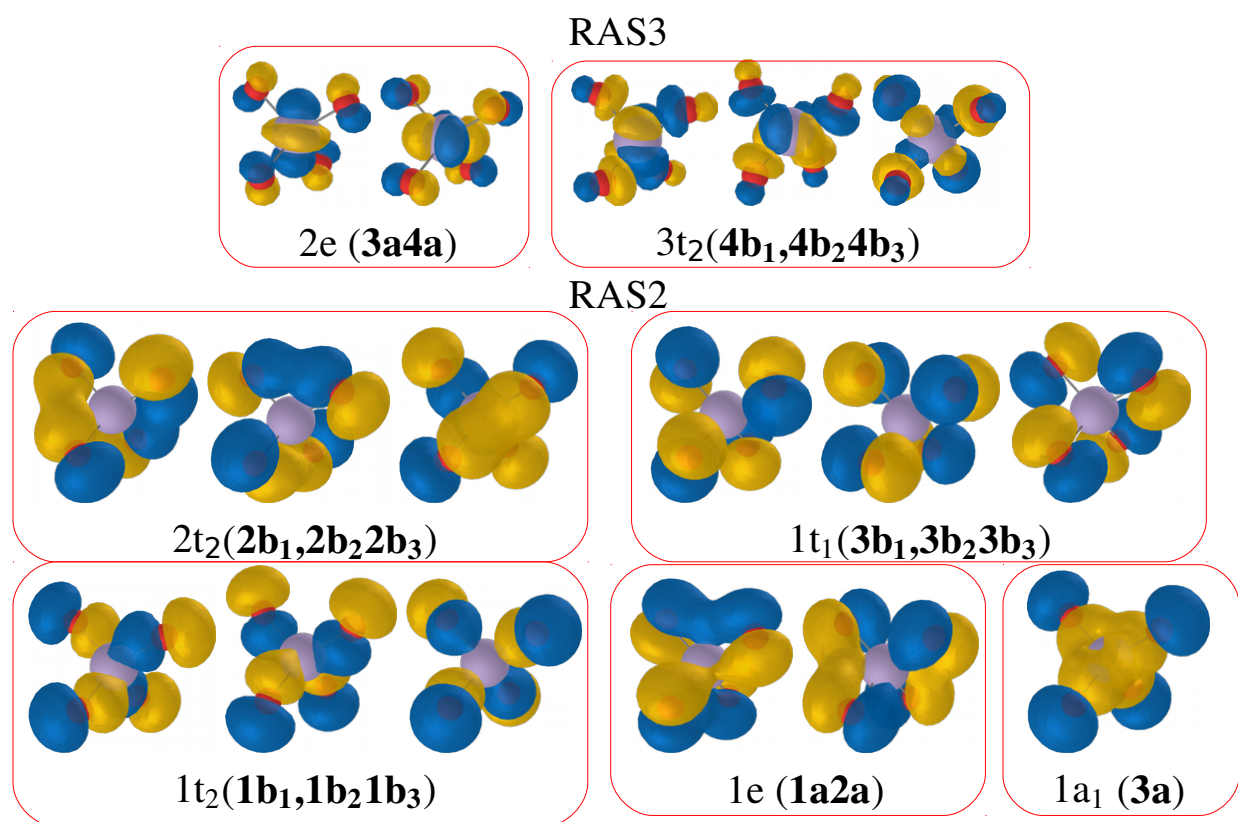 RAS3
2e (3a4a) 3t₂(4b₁,4b₂4b₃)
RAS2
2t₂(2b₁,2b₂2b₃) 1t₁(3b₁,3b₂3b₃)
1t₂(1b₁,1b₂1b₃) 1e (1a2a) 1a₁ (3a)